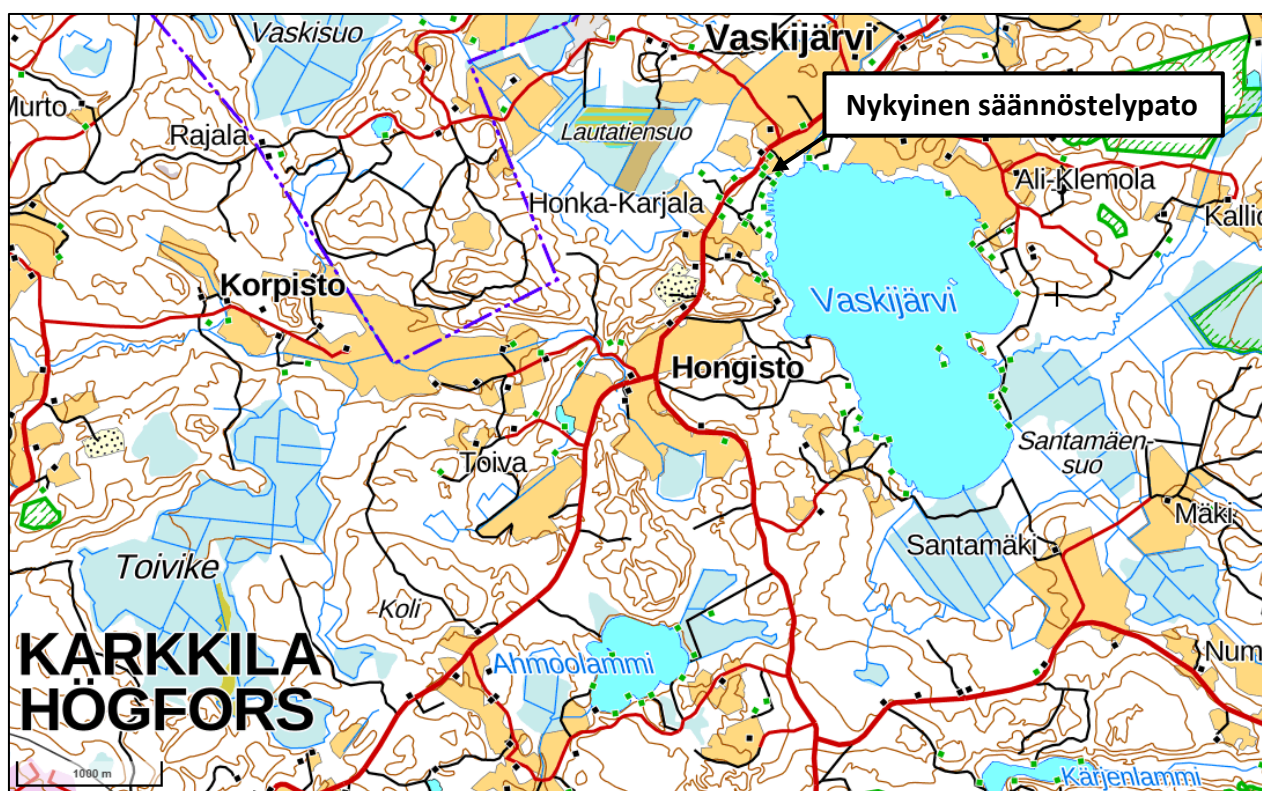 Vaskisuo
Vaskijärvi
Nykyinen säännöstelypato
Murto
Rajala
Lautatiensuo
Ali-Klemola
Honka-Karjala
Kallio
Korpisto
Vaskijärvi
Hongisto
Toiva
Santamäen-
suo
Mäki
Santamäki
Toivike
Koli
KARKKILA
HÖGFORS
Ahmoolammi
Num
1000 m
Kärjenlammi